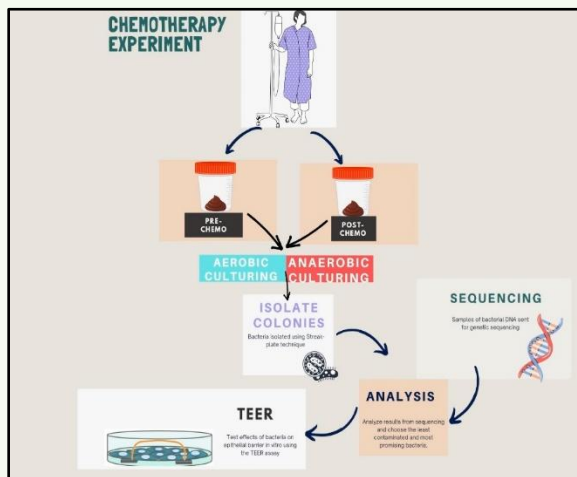 CHEMOTHERAPY
EXPERIMENT
PRE-
CHEMO
POST-
CHEMO
AEROBIC
CULTURING
ANAEROBIC
CULTURING
ISOLATE
COLONIES
Bacteria isolated using Streak-
plate technique
SEQUENCING
Samples of bacterial DNA sent
for genetic sequencing
ANALYSIS
Analyze results from sequencing
and choose the least
contaminated and most
promising bacteria.
TEER
Test effects of bacteria on
epithelial barrier in vitro using
the TEER assay